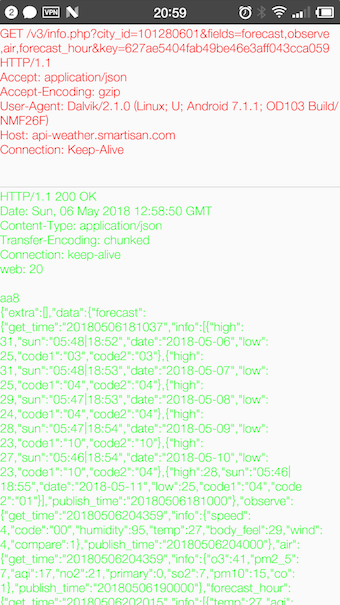 2 VPN N 20:59
GET /v3/info.php?city_id=101280601&fields=forecast,observe
,air,forecast_hour&key=627ae5404fab49be46e3aff043cca059
HTTP/1.1
Accept: application/json
Accept-Encoding: gzip
User-Agent: Dalvik/2.1.0 (Linux; U; Android 7.1.1; OD103 Build/
NMF26F)
Host: api-weather.smartisan.com
Connection: Keep-Alive
HTTP/1.1 200 OK
Date: Sun, 06 May 2018 12:58:50 GMT
Content-Type: application/json
Transfer-Encoding: chunked
Connection: keep-alive
web: 20
aa8
{"extra":[],"data":{"forecast":
{"get_time":"20180506181037","info":[{"high":
31,"sun":"05:48|18:52","date":"2018-05-06","low":
25,"code1":"03","code2":"03"},{"high":
31,"sun":"05:48|18:53","date":"2018-05-07","low":
25,"code1":"04","code2":"04"},{"high":
29,"sun":"05:47|18:53","date":"2018-05-08","low":
24,"code1":"04","code2":"04"},{"high":
28,"sun":"05:47|18:54","date":"2018-05-09","low":
23,"code1":"10","code2":"10"},{"high":
27,"sun":"05:46|18:54","date":"2018-05-10","low":
23,"code1":"10","code2":"04"},{"high":28,"sun":"05:46|
18:55","date":"2018-05-11","low":25,"code1":"04","code
2":"01"}],"publish_time":"20180506181000"},"observe":
{"get_time":"20180506204359","info":{"speed":
4,"code":"00","humidity":95,"temp":27,"body_feel":29,"wind":
4,"compare":1},"publish_time":"20180506204000"},"air":
{"get_time":"20180506204359","info":{"o3":41,"pm2_5":
7,"aqi":17,"no2":21,"primary":0,"so2":7,"pm10":15,"co":
1},"publish_time":"20180506190000"},"forecast_hour":
{"get_time":"20180506202015","info":[{"temp":27,"aqi":